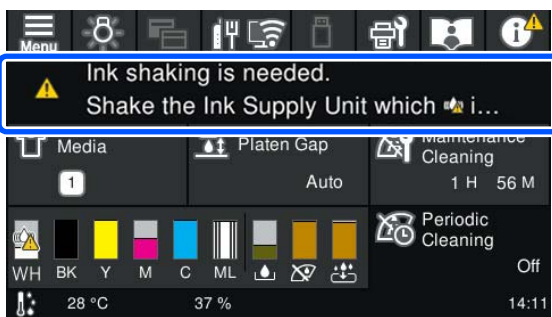 Menu
Ink shaking is needed.
Shake the Ink Supply Unit which i…
Media
1
Platen Gap
Auto
Maintenance
Cleaning
1 H 56 M
WH BK Y M C ML
Periodic
Cleaning
Off
28 °C 37 % 14:11